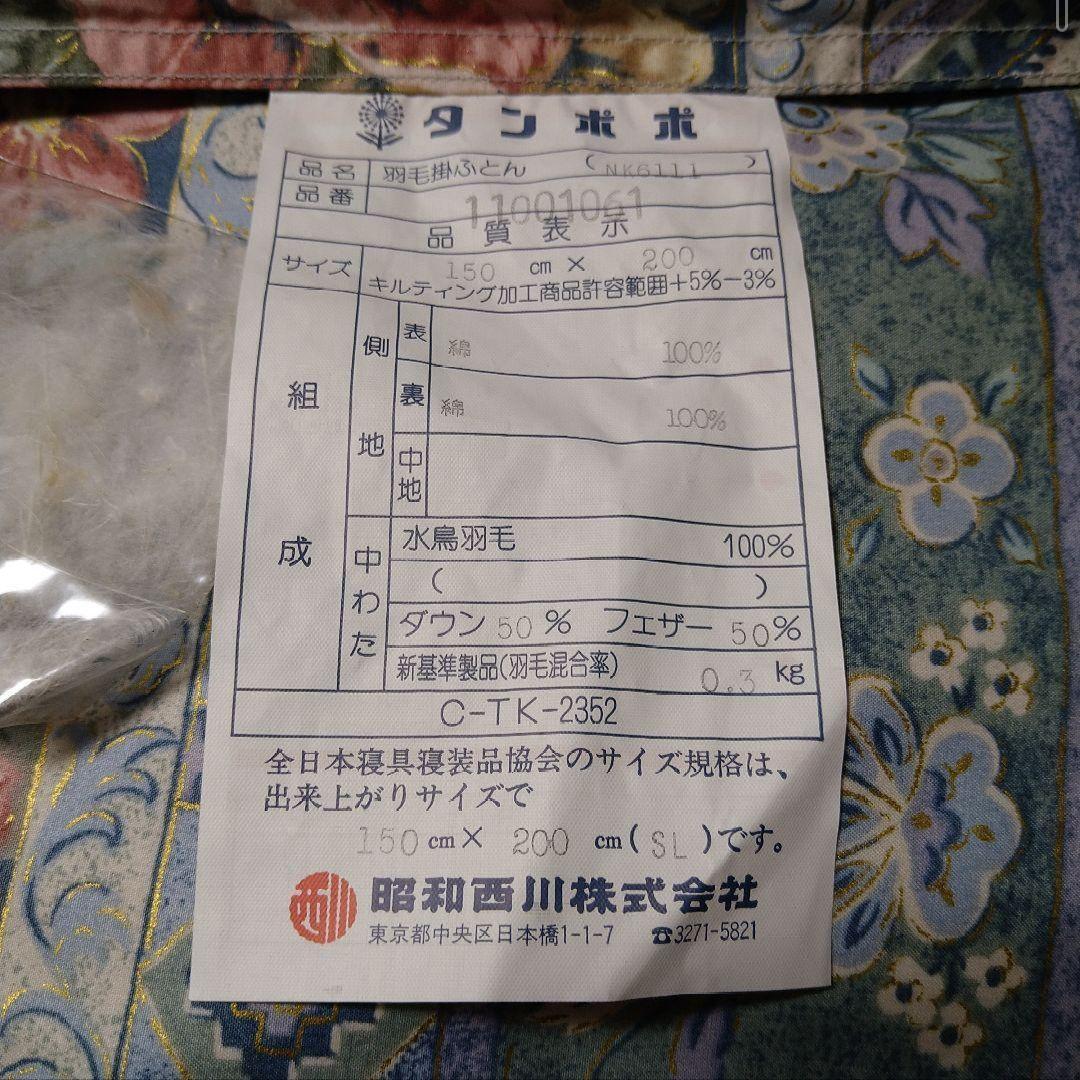 タンポポ
品名 羽毛掛ふとん (NK6111)
品番 11001061
品質表示
サイズ 150 cm × 200 cm
キルティング加工商品許容範囲+5%−3%
組成 側地 表 綿 100%
裏 綿 100%
中地
中わた 水鳥羽毛 100%
( )
ダウン 50 % フェザー 50%
新基準製品(羽毛混合率) 0.3 kg
C-TK-2352
全日本寝具寝装品協会のサイズ規格は、
出来上がりサイズで
150 cm× 200 cm( SL )です。
西川 昭和西川株式会社
東京都中央区日本橋1-1-7 ☎3271-5821